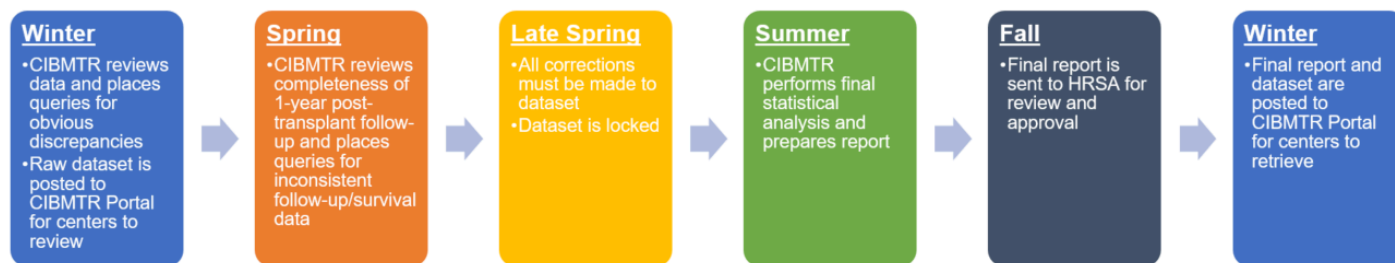 Winter
•CIBMTR reviews
data and places
queries for
obvious
discrepancies
•Raw dataset is
posted to
CIBMTR Portal
for centers to
review
Spring
•CIBMTR reviews
completeness of
1-year post-
transplant follow-
up and places
queries for
inconsistent
follow-up/survival
data
Late Spring
•All corrections
must be made to
dataset
•Dataset is locked
Summer
•CIBMTR
performs final
statistical
analysis and
prepares report
Fall
•Final report is
sent to HRSA for
review and
approval
Winter
•Final report and
dataset are
posted to
CIBMTR Portal
for centers to
retrieve